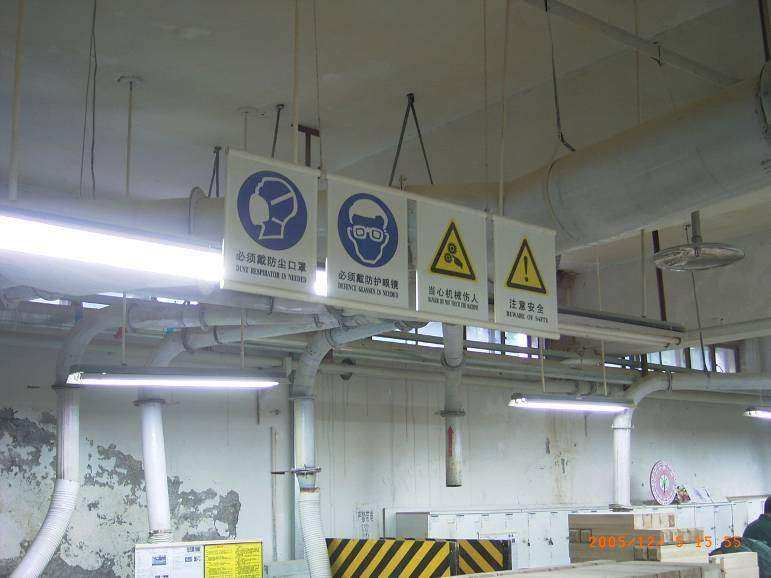 必须戴防尘口罩
DUST RESPIRATOR IS NEEDED
必须戴防护眼镜
DEFENCE GLASSES IS NEEDED
当心机械伤人
注意安全
BEWARE OF SAFTY
2005/12/ 5 15:55